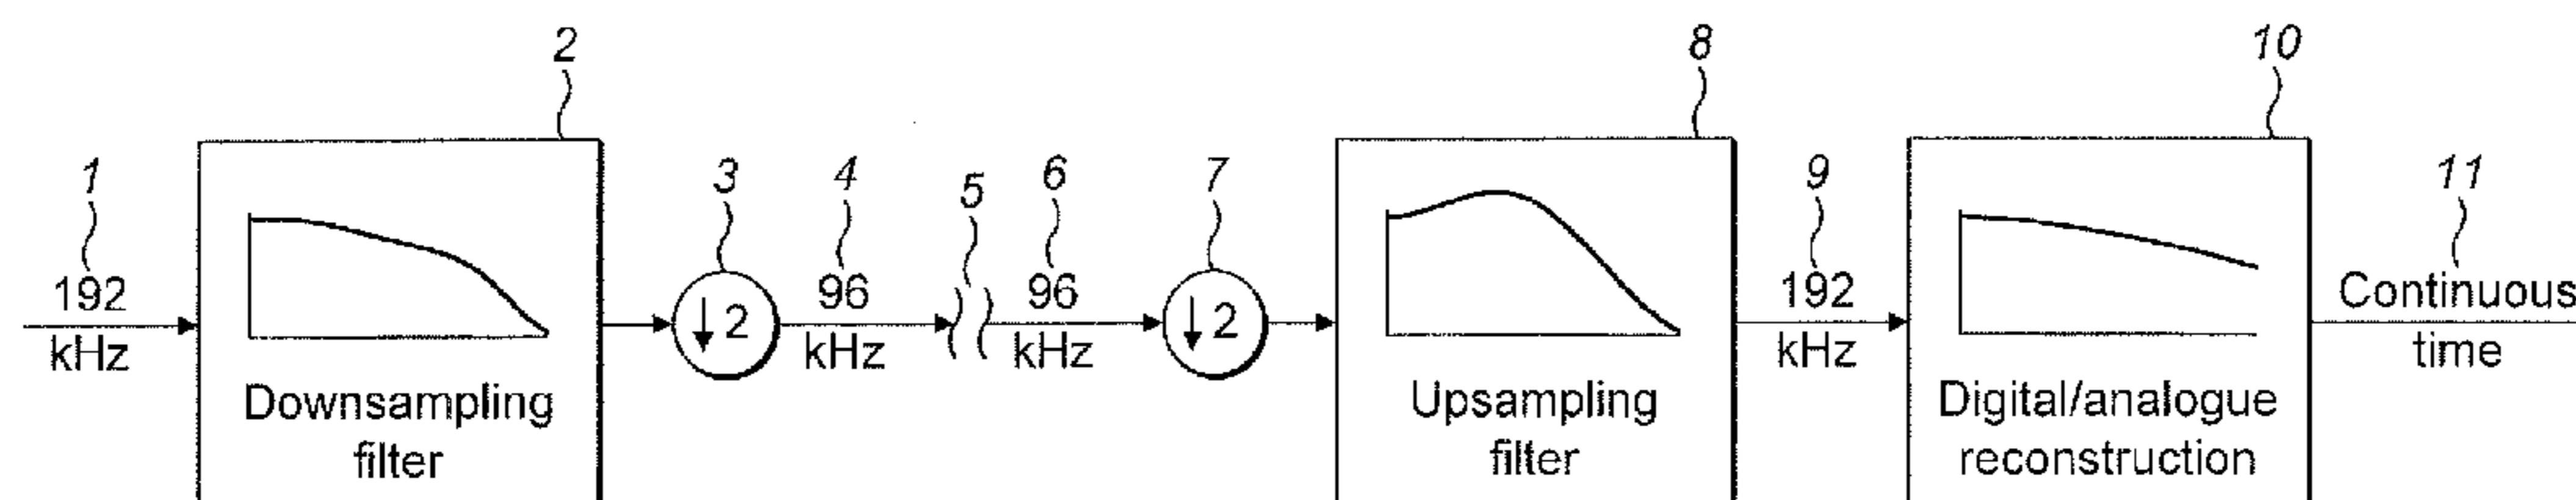 2
8
10
1
3
4
5
6
7
9
11
192
kHz
↓2
96
kHz
96
kHz
↓2
192
kHz
Continuous
time
Downsampling
filter
Upsampling
filter
Digital/analogue
reconstruction